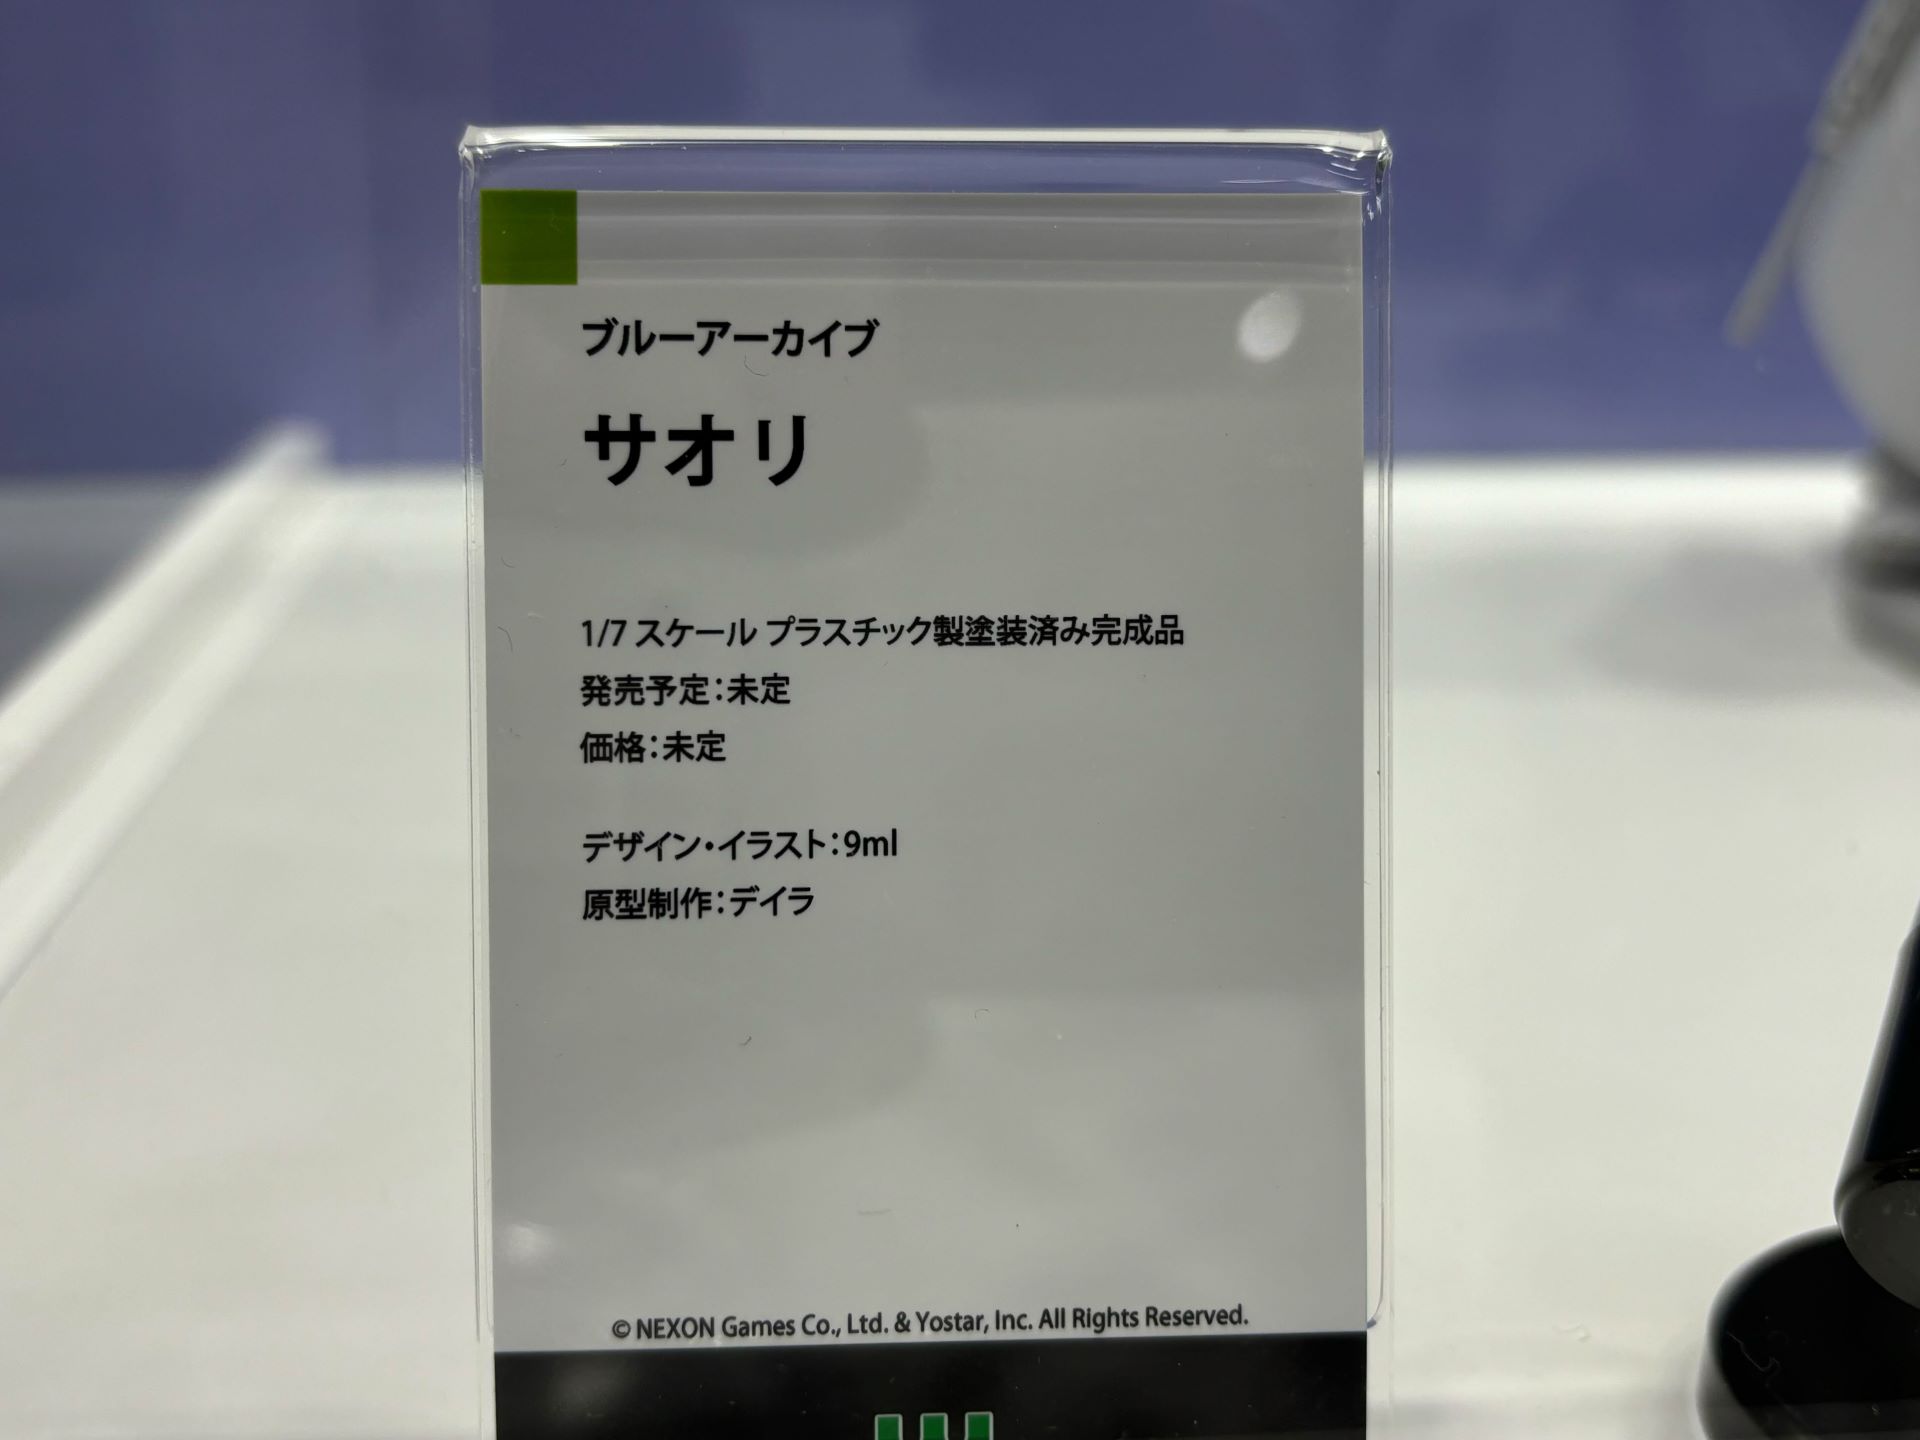 ブルーアーカイブ
サオリ
1/7 スケール プラスチック製塗装済み完成品
発売予定：未定
価格：未定
デザイン・イラスト：9ml
原型制作：デイラ
© NEXON Games Co., Ltd. & Yostar, Inc. All Rights Reserved.